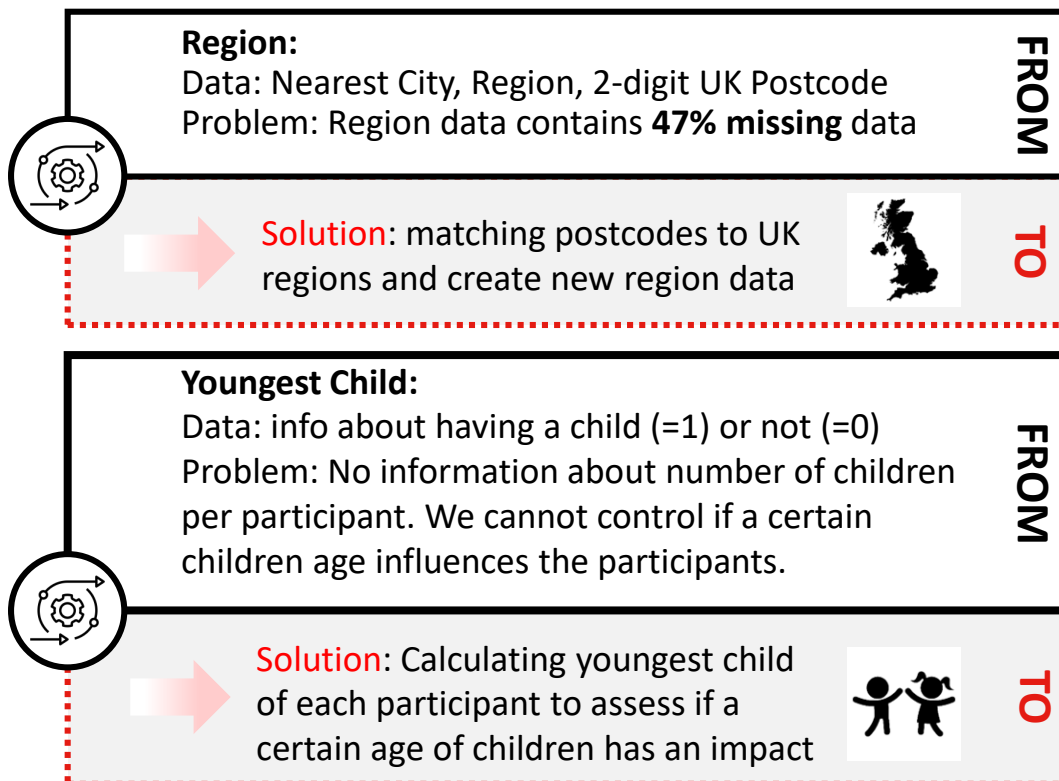 Region:
Data: Nearest City, Region, 2-digit UK Postcode
Problem: Region data contains 47% missing data
FROM
Solution: matching postcodes to UK
regions and create new region data
TO
Youngest Child:
Data: info about having a child (=1) or not (=0)
Problem: No information about number of children
per participant. We cannot control if a certain
children age influences the participants.
FROM
Solution: Calculating youngest child
of each participant to assess if a
certain age of children has an impact
TO